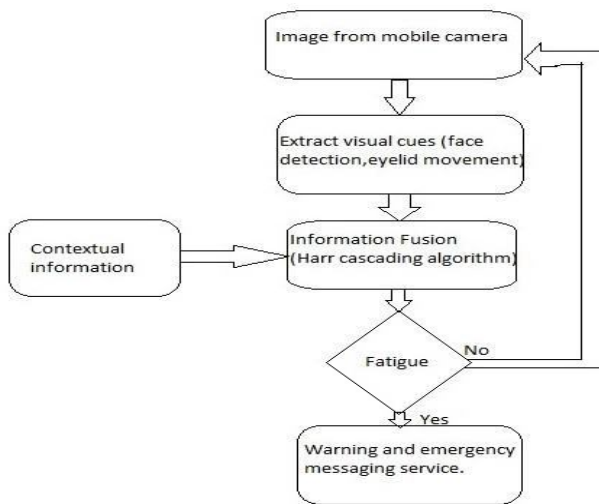 Image from mobile camera
Extract visual cues (face
detection,eyelid movement)
Contextual
information
Information Fusion
(Harr cascading algorithm)
Fatigue
No
Yes
Warning and emergency
messaging service.